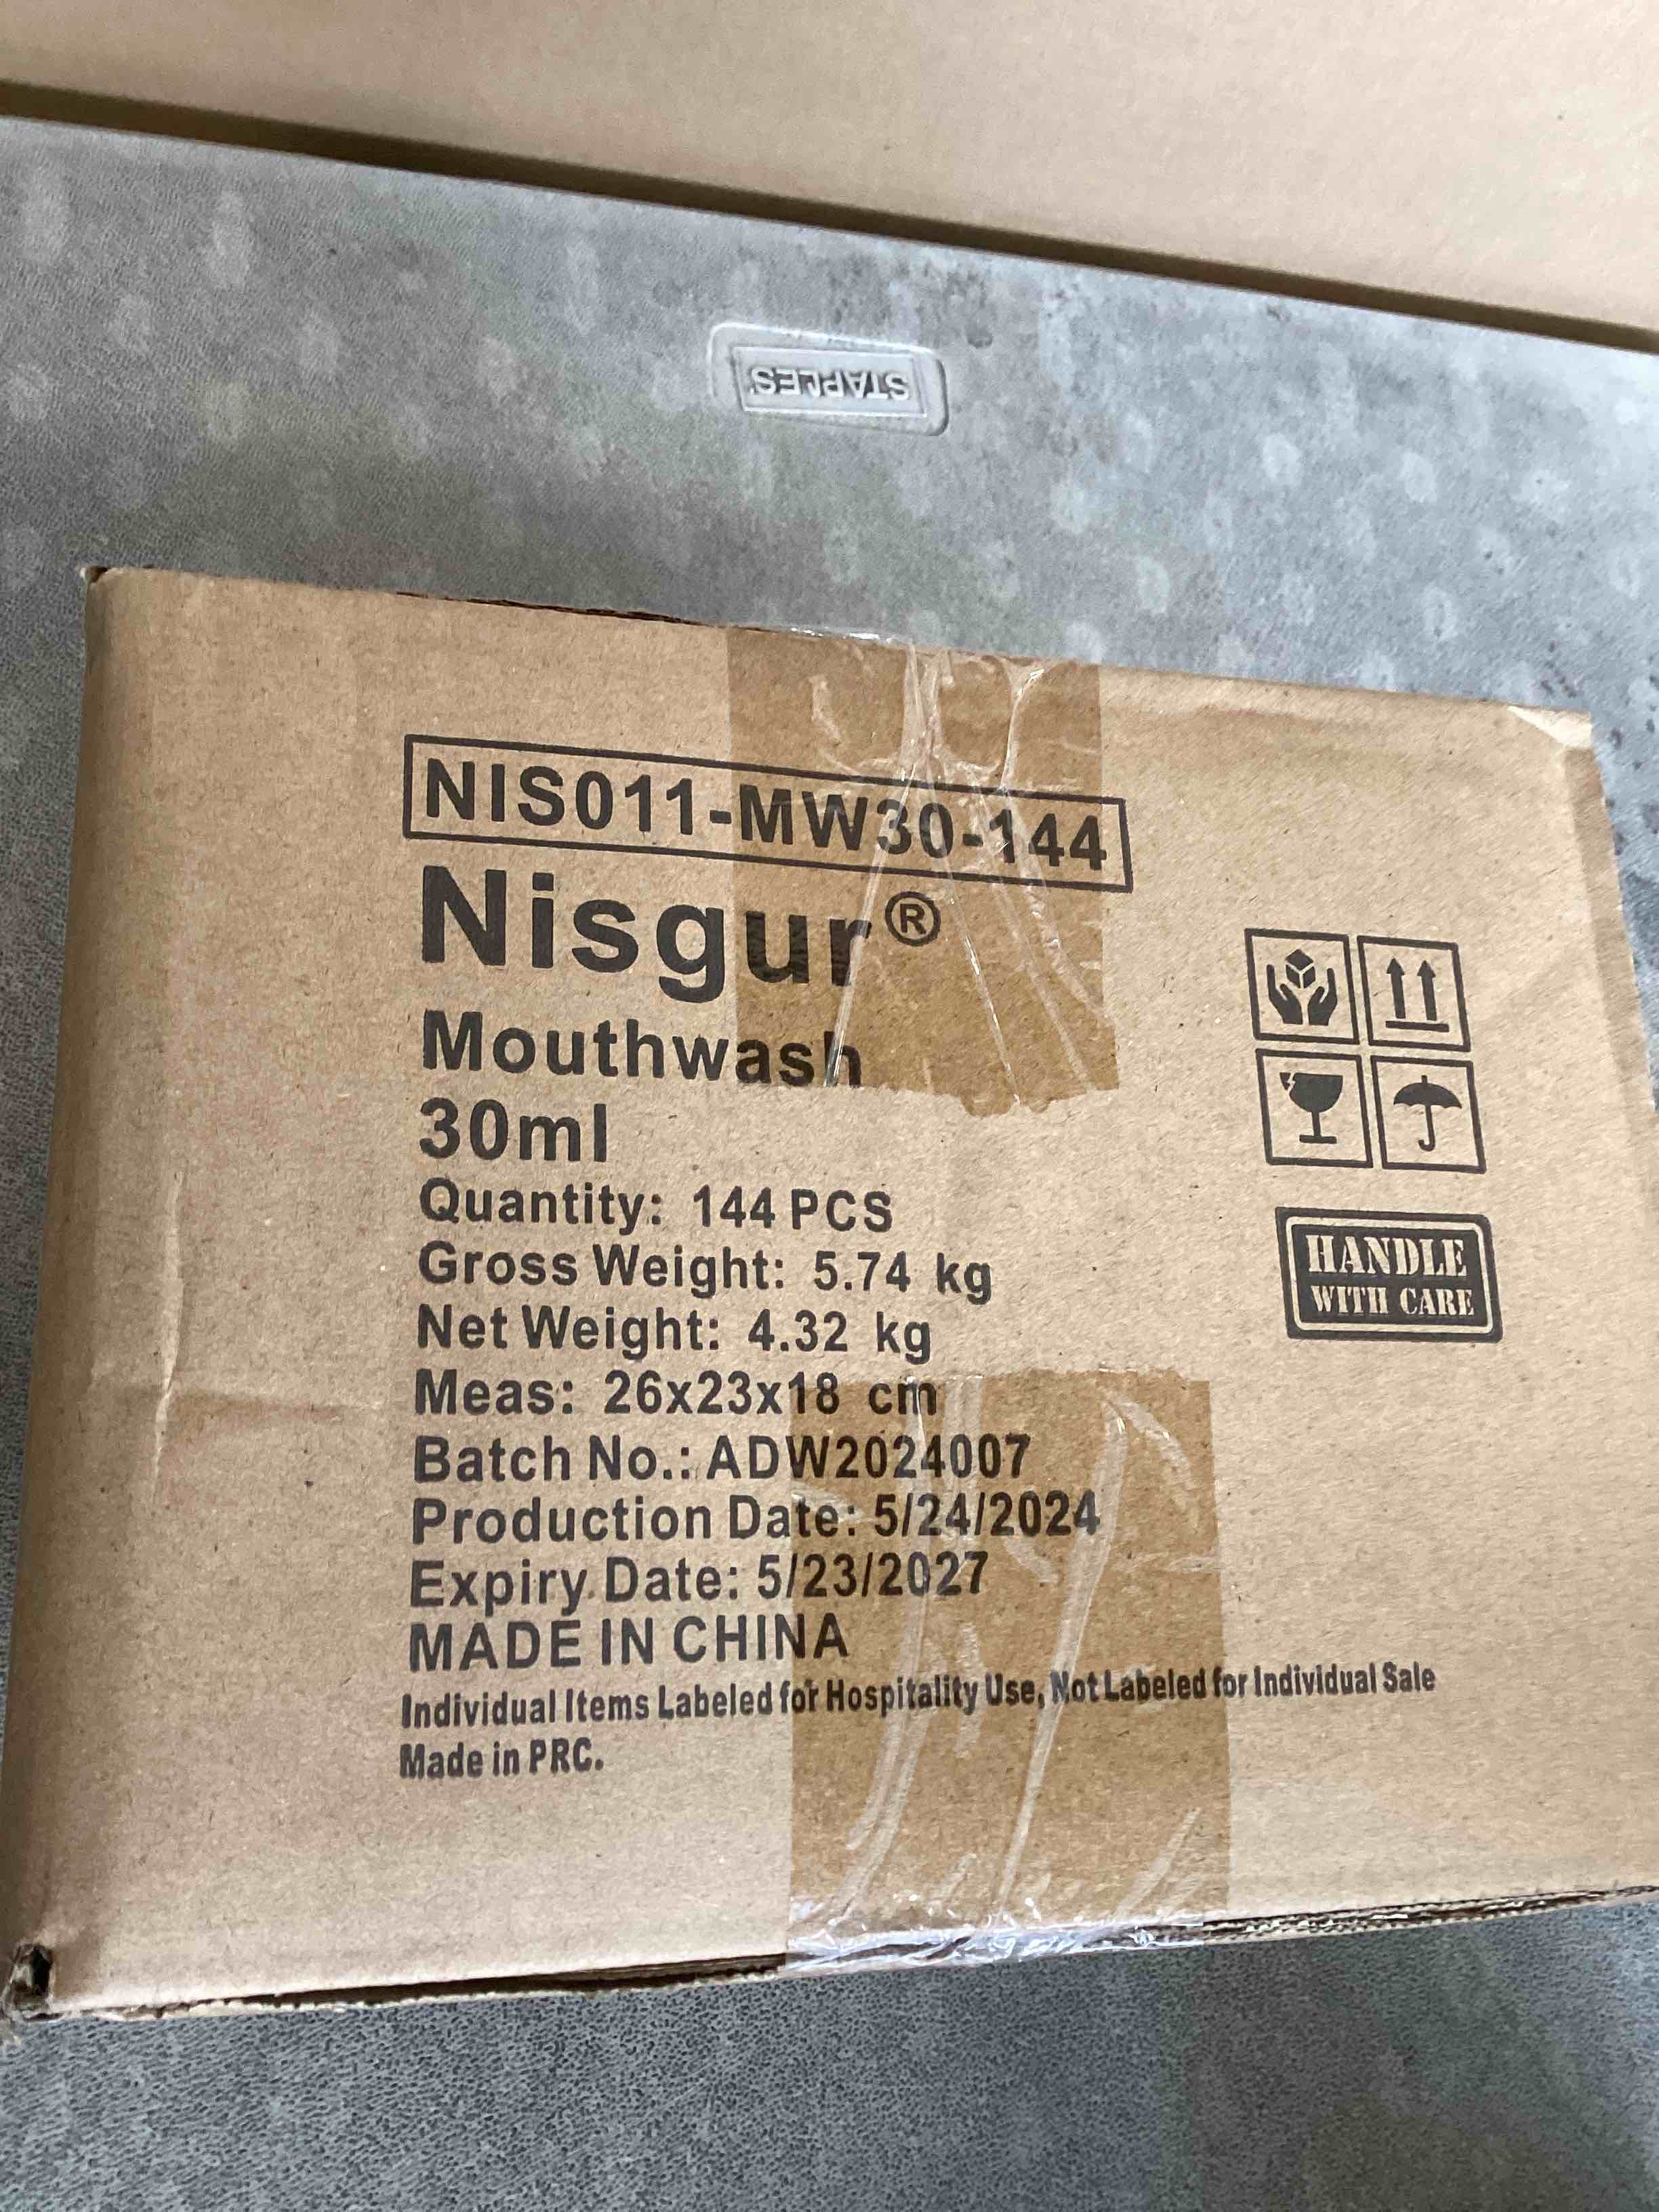 STAPLES
NIS011-MW30-144
Nisgur®
Mouthwash
30ml
Quantity: 144 PCS
Gross Weight: 5.74 kg
Net Weight: 4.32 kg
Meas: 26x23x18 cm
Batch No.: ADW2024007
Production Date: 5/24/2024
Expiry Date: 5/23/2027
MADE IN CHINA
Individual Items Labeled for Hospitality Use, Not Labeled for Individual Sale
Made in PRC.
HANDLE
WITH CARE